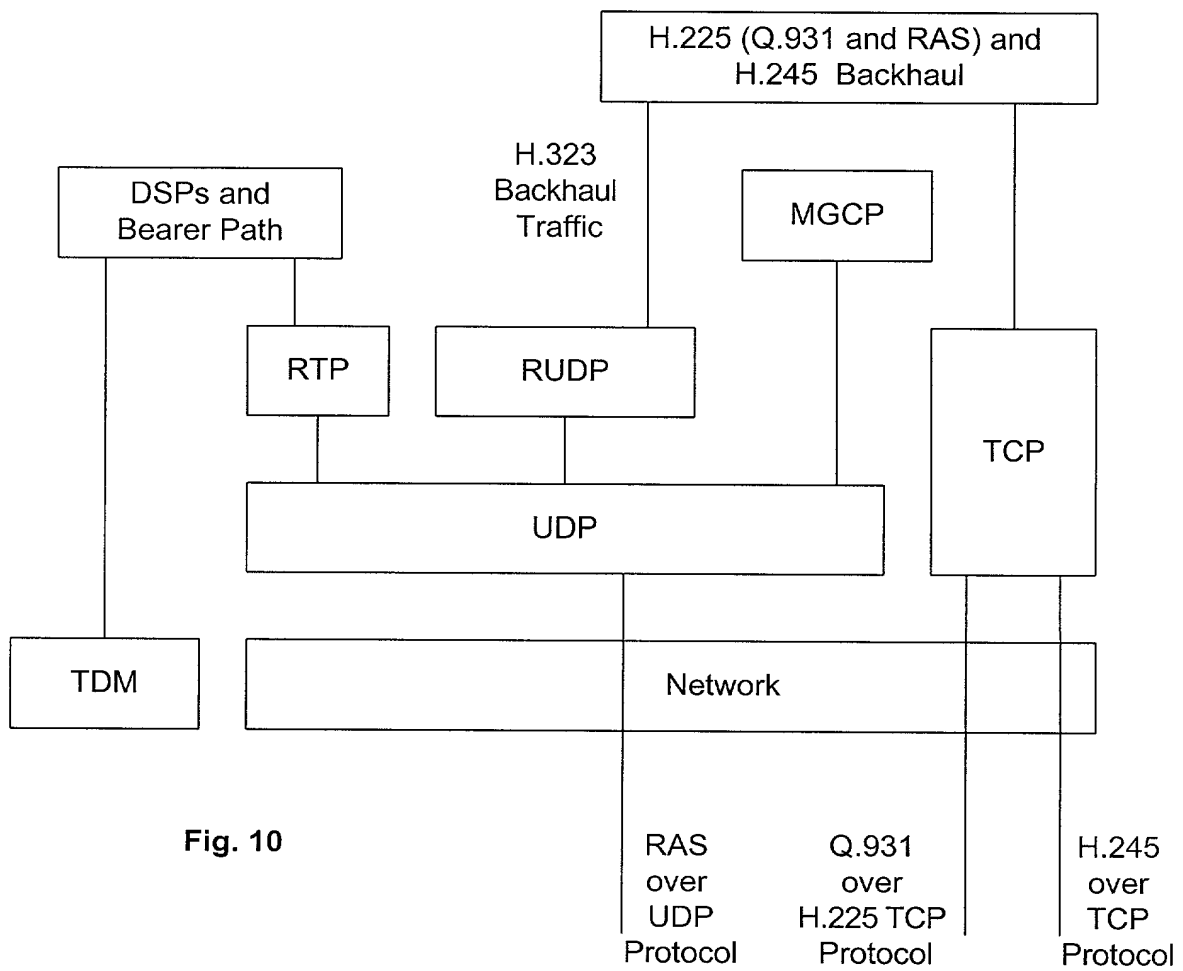 H.225 (Q.931 and RAS) and
H.245 Backhaul
H.323
Backhaul
Traffic
DSPs and
Bearer Path
MGCP
RTP
RUDP
TCP
UDP
TDM
Network
Fig. 10
RAS
over
UDP
Protocol
Q.931
over
H.225 TCP
Protocol
H.245
over
TCP
Protocol